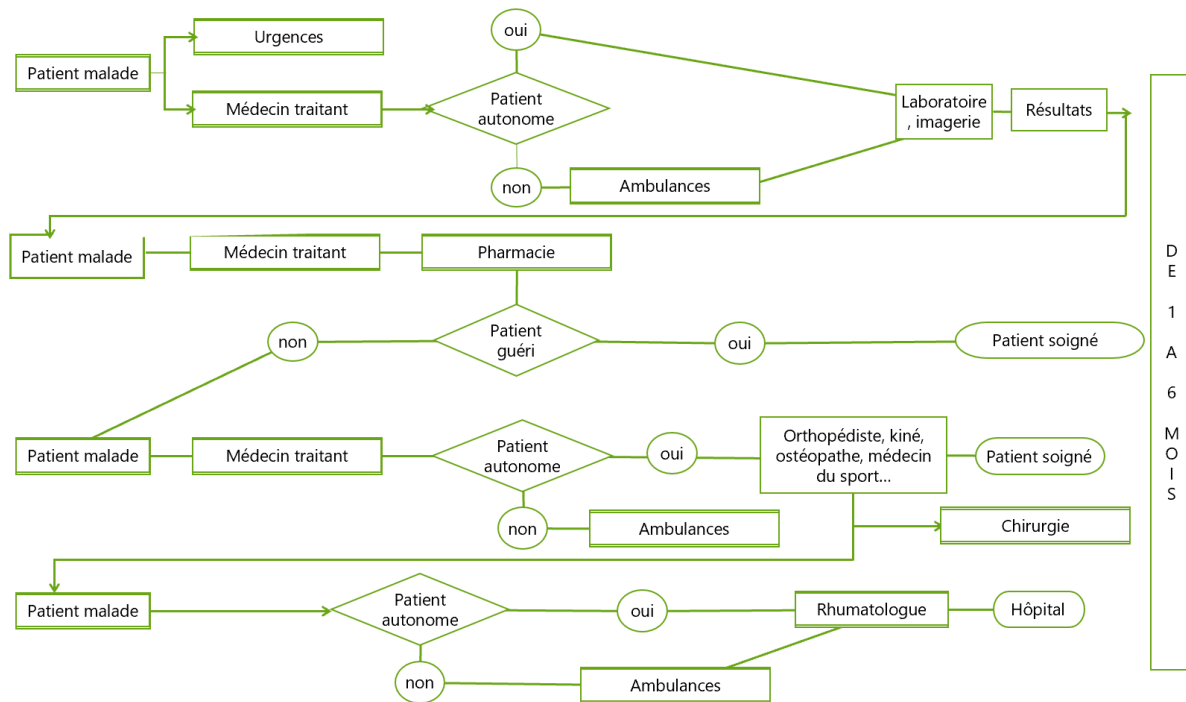 oui
Urgences
Patient malade
Médecin traitant
Patient
autonome
Laboratoire
, imagerie
Résultats
non
Ambulances
Patient malade
Médecin traitant
Pharmacie
non
Patient
guéri
oui
Patient soigné
Patient malade
Médecin traitant
Patient
autonome
oui
Orthopédiste, kiné,
ostéopathe, médecin
du sport...
Patient soigné
non
Ambulances
Chirurgie
Patient malade
Patient
autonome
oui
Rhumatologue
Hôpital
non
Ambulances
D
E
1
A
6
M
O
I
S